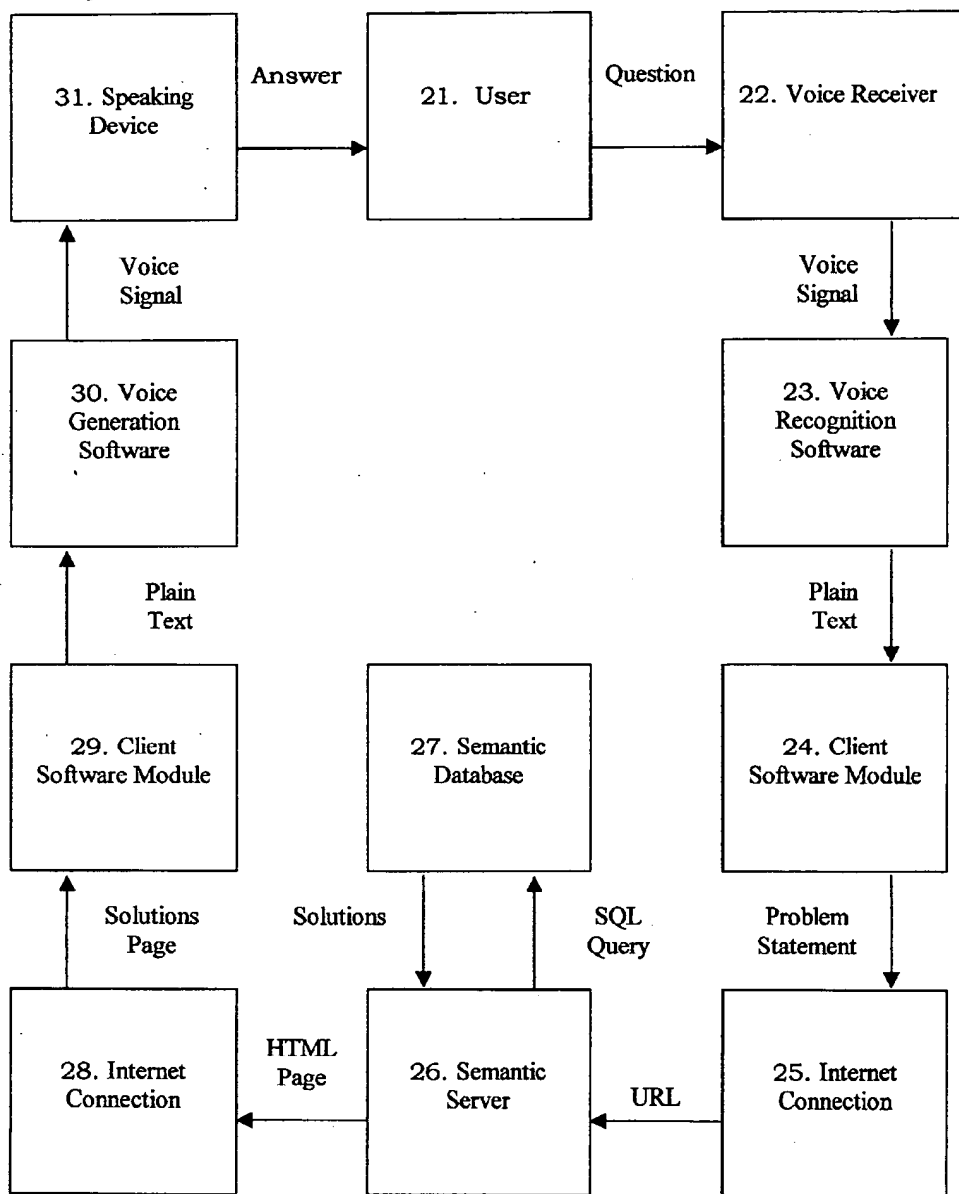 Answer
Question
31. Speaking
Device
21. User
22. Voice Receiver
Voice
Signal
Voice
Signal
30. Voice
Generation
Software
23. Voice
Recognition
Software
Plain
Text
Plain
Text
29. Client
Software Module
27. Semantic
Database
24. Client
Software Module
Solutions
Page
Solutions
SQL
Query
Problem
Statement
28. Internet
Connection
HTML
Page
26. Semantic
Server
URL
25. Internet
Connection